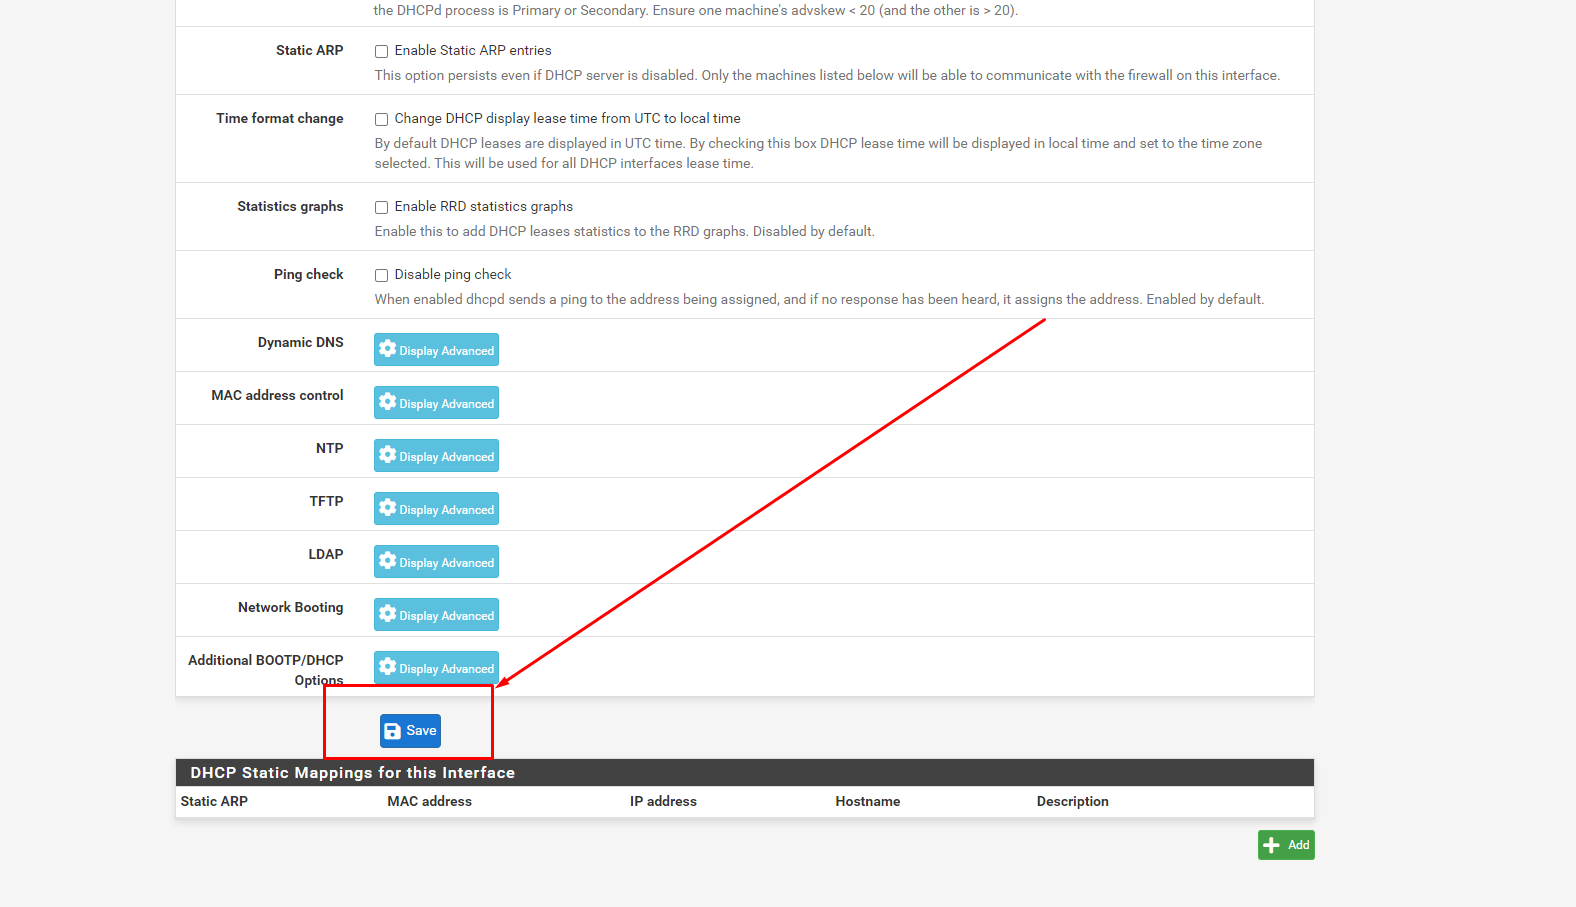 the DHCPd process is Primary or Secondary. Ensure one machine's advskew < 20 (and the other is > 20).
Static ARP
Enable Static ARP entries
This option persists even if DHCP server is disabled. Only the machines listed below will be able to communicate with the firewall on this interface.
Time format change
Change DHCP display lease time from UTC to local time
By default DHCP leases are displayed in UTC time. By checking this box DHCP lease time will be displayed in local time and set to the time zone
selected. This will be used for all DHCP interfaces lease time.
Statistics graphs
Enable RRD statistics graphs
Enable this to add DHCP leases statistics to the RRD graphs. Disabled by default.
Ping check
Disable ping check
When enabled dhcpd sends a ping to the address being assigned, and if no response has been heard, it assigns the address. Enabled by default.
Dynamic DNS
Display Advanced
MAC address control
Display Advanced
NTP
Display Advanced
TFTP
Display Advanced
LDAP
Display Advanced
Network Booting
Display Advanced
Additional BOOTP/DHCP
Options
Display Advanced
Save
DHCP Static Mappings for this Interface
Static ARP MAC address IP address Hostname Description
Add